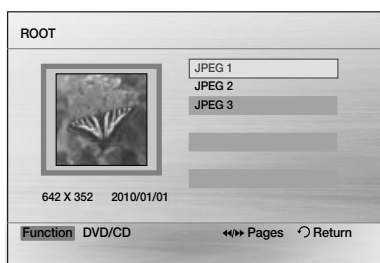 ROOT
JPEG 1
JPEG 2
JPEG 3
642 X 352 2010/01/01
Function DVD/CD ◂◂/▸▸ Pages Return